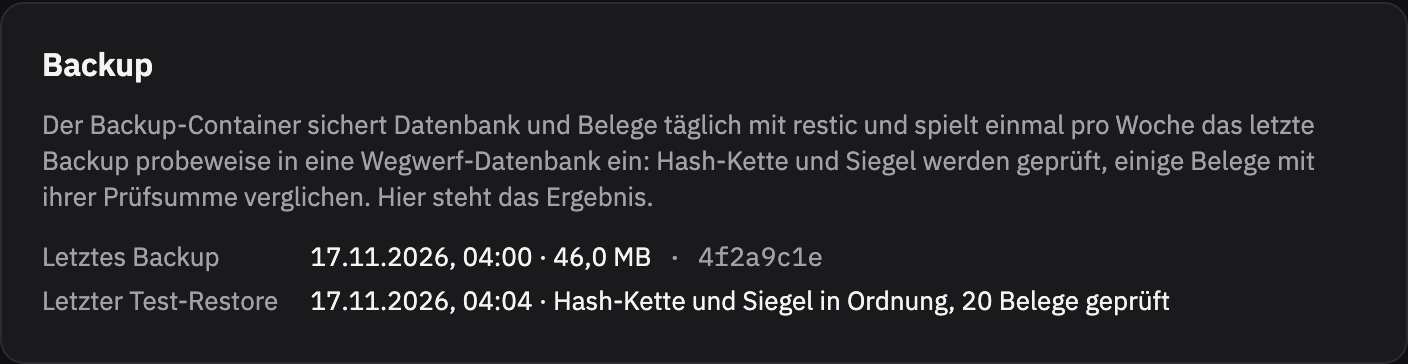 Backup
Der Backup-Container sichert Datenbank und Belege täglich mit restic und spielt einmal pro Woche das letzte
Backup probeweise in eine Wegwerf-Datenbank ein: Hash-Kette und Siegel werden geprüft, einige Belege mit
ihrer Prüfsumme verglichen. Hier steht das Ergebnis.
Letztes Backup 17.11.2026, 04:00 · 46,0 MB · 4f2a9c1e
Letzter Test-Restore 17.11.2026, 04:04 · Hash-Kette und Siegel in Ordnung, 20 Belege geprüft